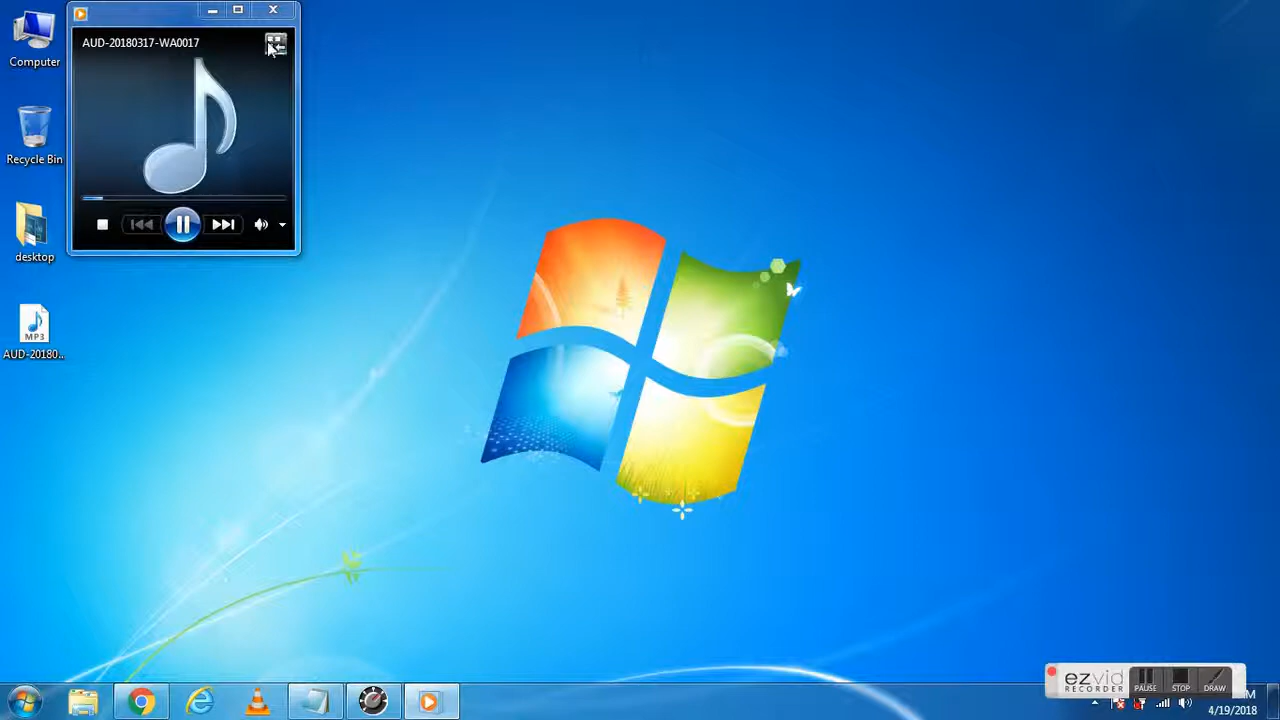 AUD-20180317-WA0017
Computer
Recycle Bin
desktop
MP3
AUD-20180..
ezvid
RECORDER
PAUSE
STOP
DRAW
M
4/19/2018